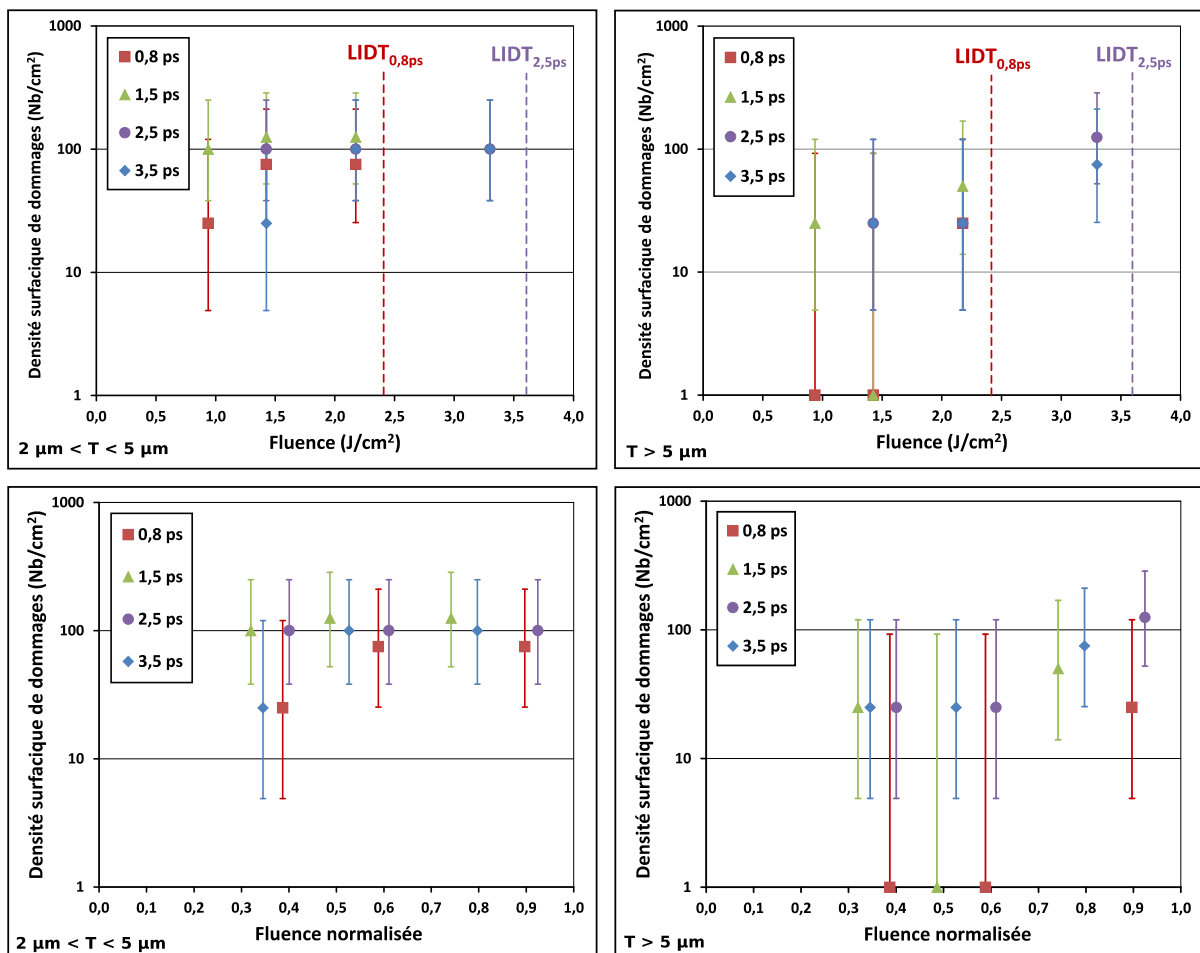 1000
100
10
1
Densité surfacique de dommages (Nb/cm²)
0,8 ps
1,5 ps
2,5 ps
3,5 ps
LIDT0,8ps
LIDT2,5ps
0,0 0,5 1,0 1,5 2,0 2,5 3,0 3,5 4,0
Fluence (J/cm²)
2 µm < T < 5 µm
1000
100
10
1
Densité surfacique de dommages (Nb/cm²)
0,8 ps
1,5 ps
2,5 ps
3,5 ps
LIDT0,8ps
LIDT2,5ps
0,0 0,5 1,0 1,5 2,0 2,5 3,0 3,5 4,0
Fluence (J/cm²)
T > 5 µm
1000
100
10
1
Densité surfacique de dommages (Nb/cm²)
0,8 ps
1,5 ps
2,5 ps
3,5 ps
0,0 0,1 0,2 0,3 0,4 0,5 0,6 0,7 0,8 0,9 1,0
Fluence normalisée
2 µm < T < 5 µm
1000
100
10
1
Densité surfacique de dommages (Nb/cm²)
0,8 ps
1,5 ps
2,5 ps
3,5 ps
0,0 0,1 0,2 0,3 0,4 0,5 0,6 0,7 0,8 0,9 1,0
Fluence normalisée
T > 5 µm